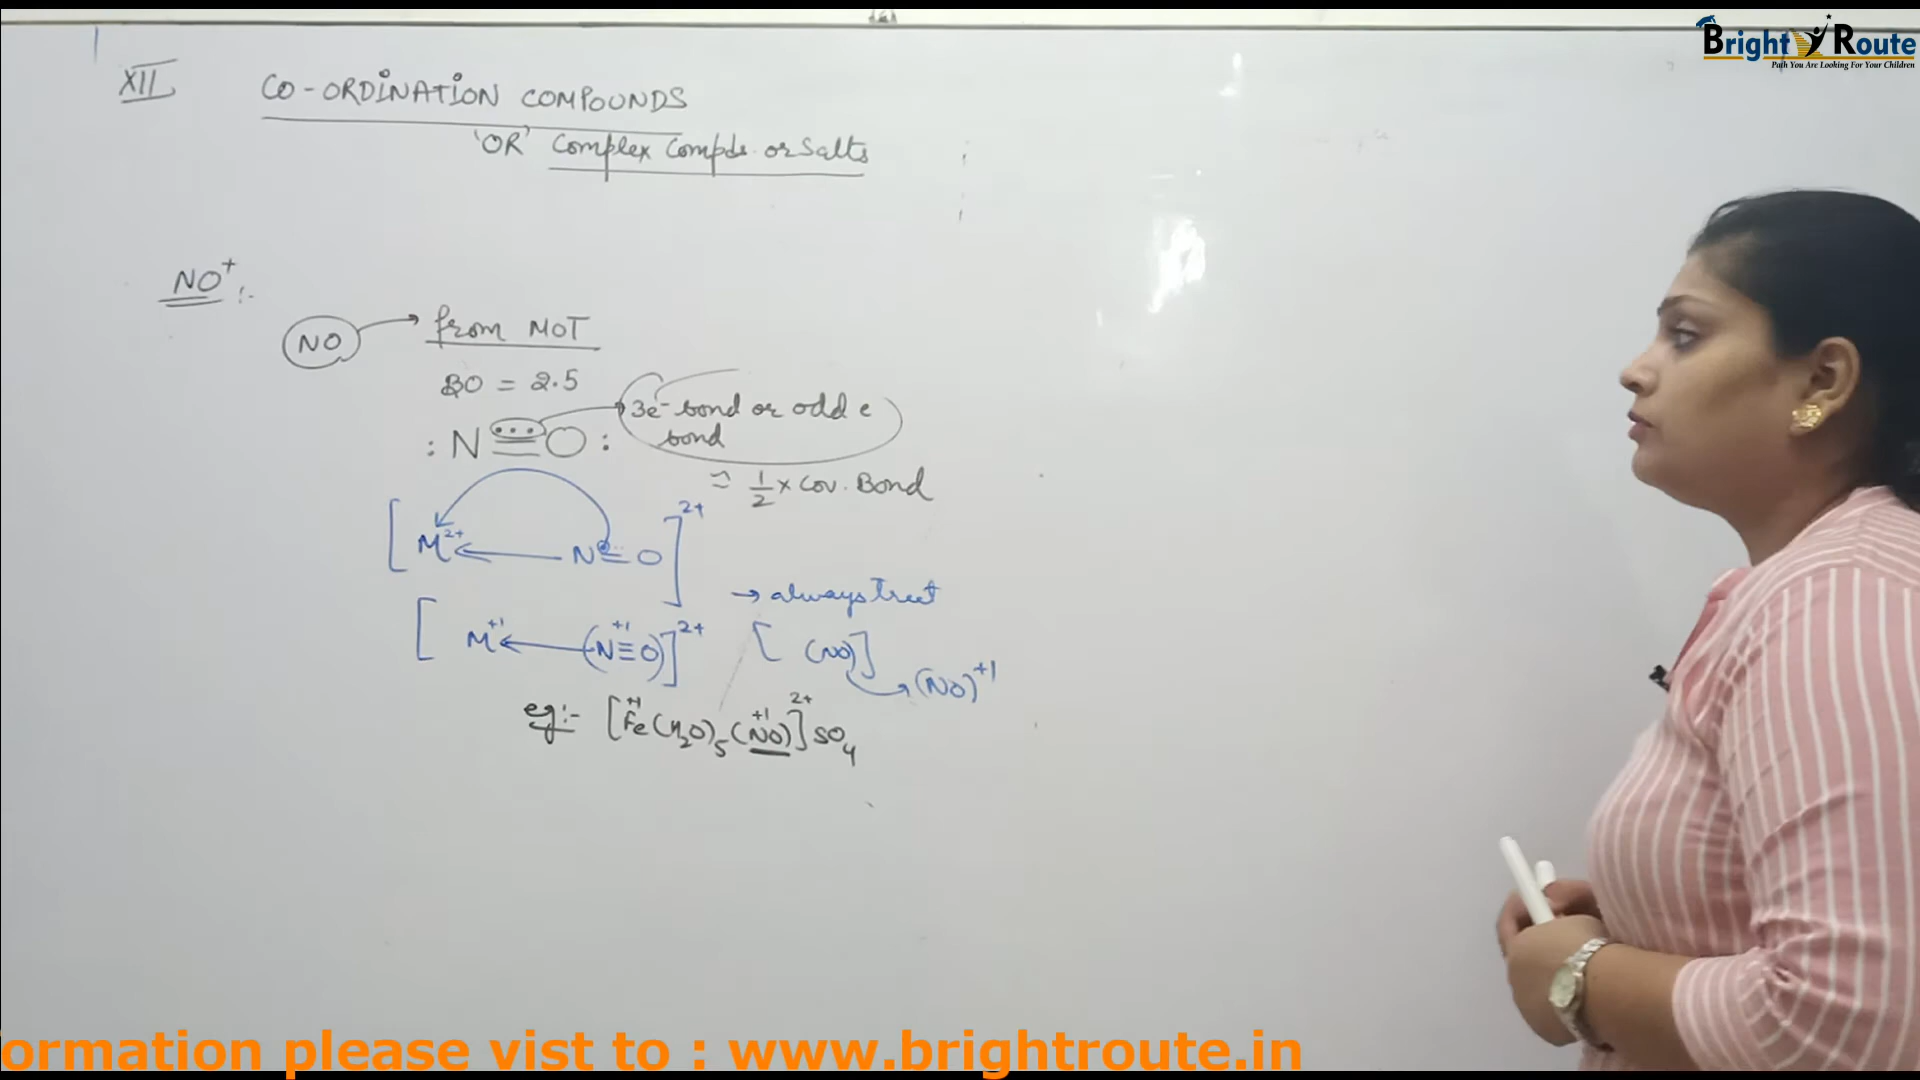 Bright Route
Path You Are Looking For Your Children
XII CO-ORDINATION COMPOUNDS
'OR' Complex Compds. or Salts
NO⁺ :-
NO → from MOT
BO = 2.5
3e⁻ bond or odd e
bond
: N ≡ O :
≈ 1/2 x Cov. Bond
[M²⁺ ← N = O]²⁺
→ always treat
[M⁺¹ ← (N≡O)⁺¹]²⁺ [ (NO)]
→ (NO)⁺¹
eg:- [Fe⁺¹(H₂O)₅(NO)⁺¹]²⁺ SO₄
ormation please vist to : www.brightroute.in